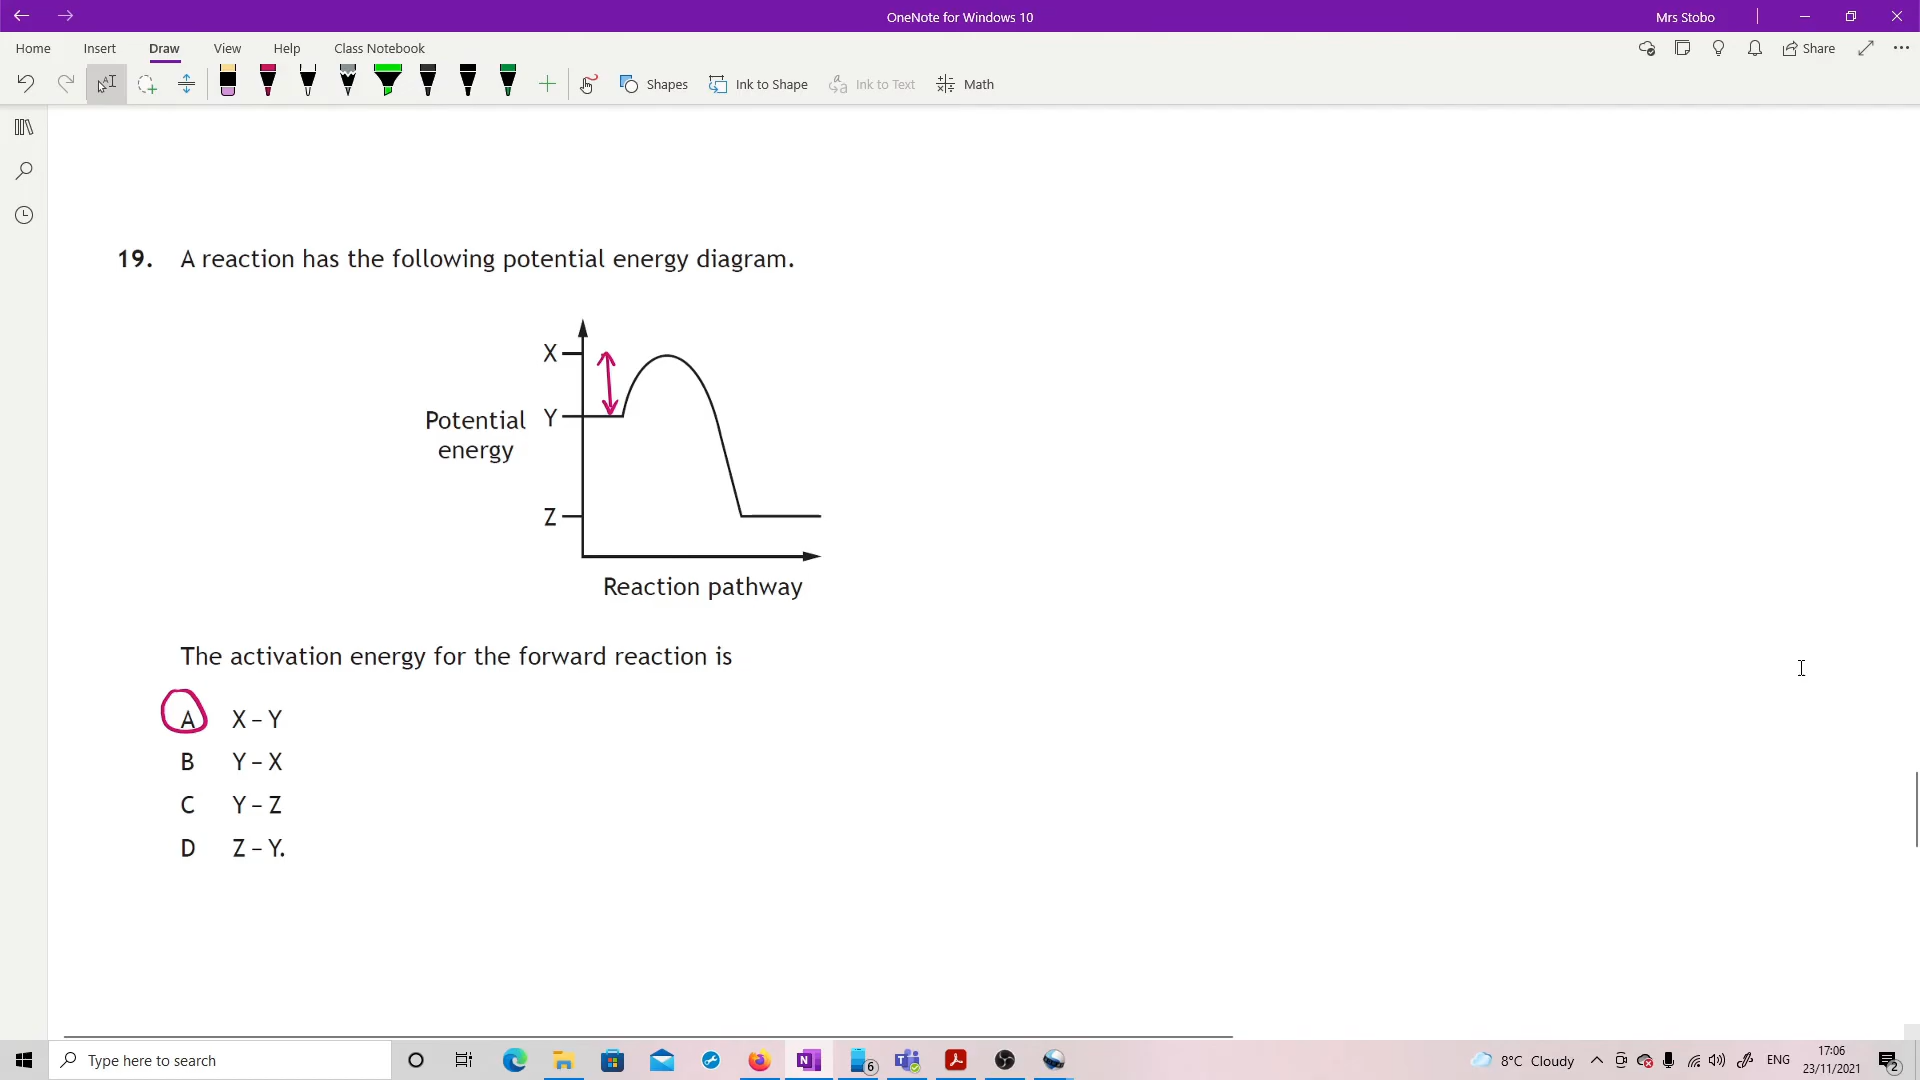 OneNote for Windows 10
Mrs Stobo
Home Insert Draw View Help Class Notebook
Share
Shapes Ink to Shape Ink to Text Math
19. A reaction has the following potential energy diagram.
X
Potential energy
Y
Z
Reaction pathway
The activation energy for the forward reaction is
A X – Y
B Y – X
C Y – Z
D Z – Y.
Type here to search
6
8°C Cloudy
ENG
17:06
23/11/2021
2